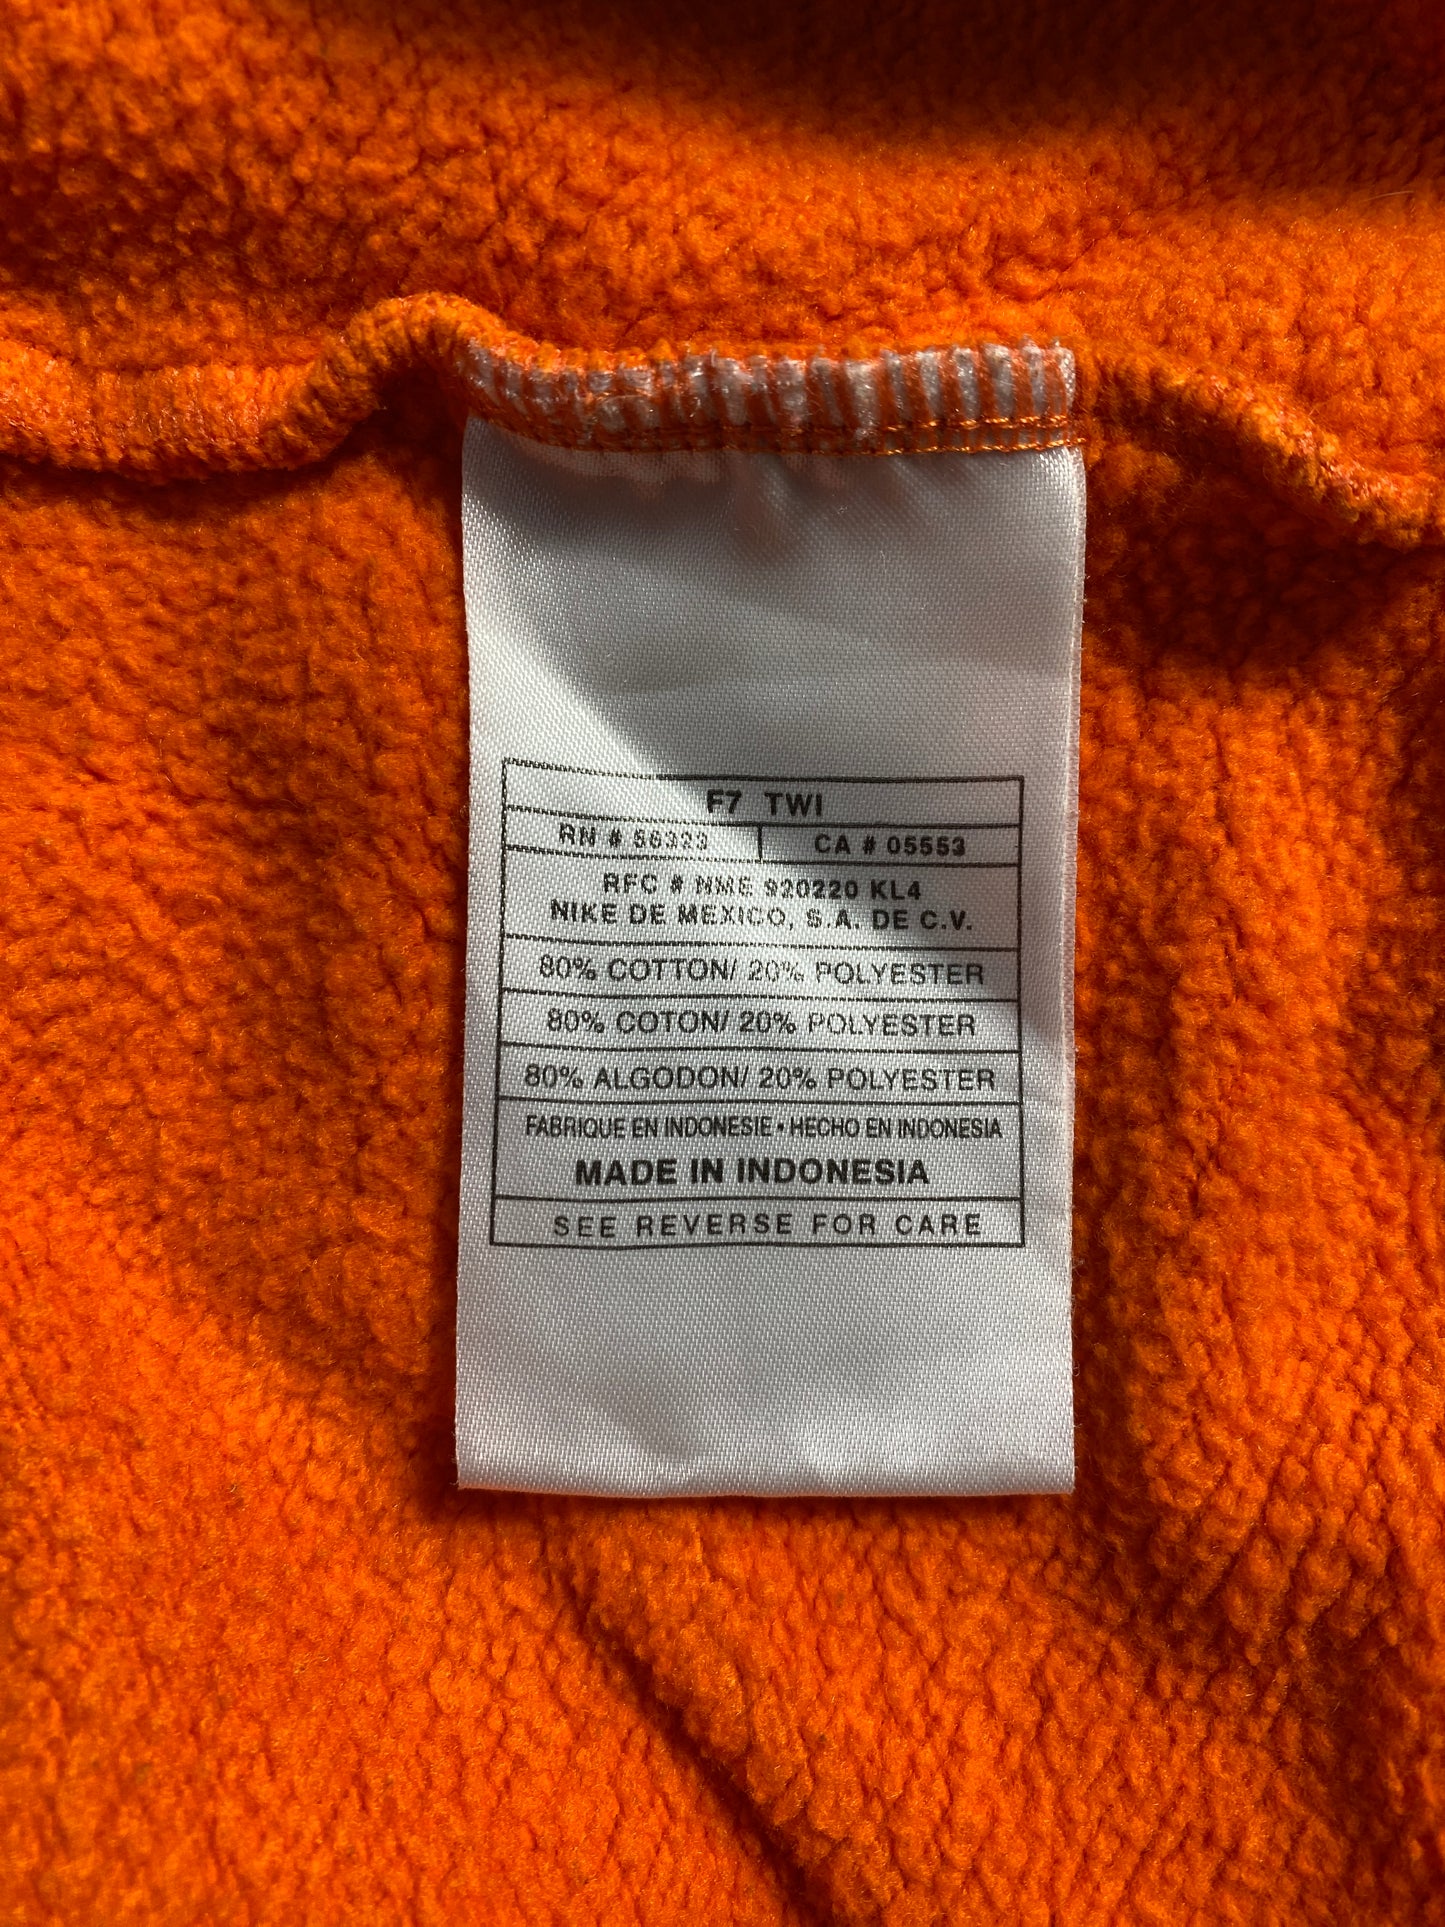 F7 TWI
RN # 56323 CA # 05553
RFC # NME 920220 KL4
NIKE DE MEXICO, S.A. DE C.V.
80% COTTON/ 20% POLYESTER
80% COTON/ 20% POLYESTER
80% ALGODON/ 20% POLYESTER
FABRIQUE EN INDONESIE • HECHO EN INDONESIA
MADE IN INDONESIA
SEE REVERSE FOR CARE